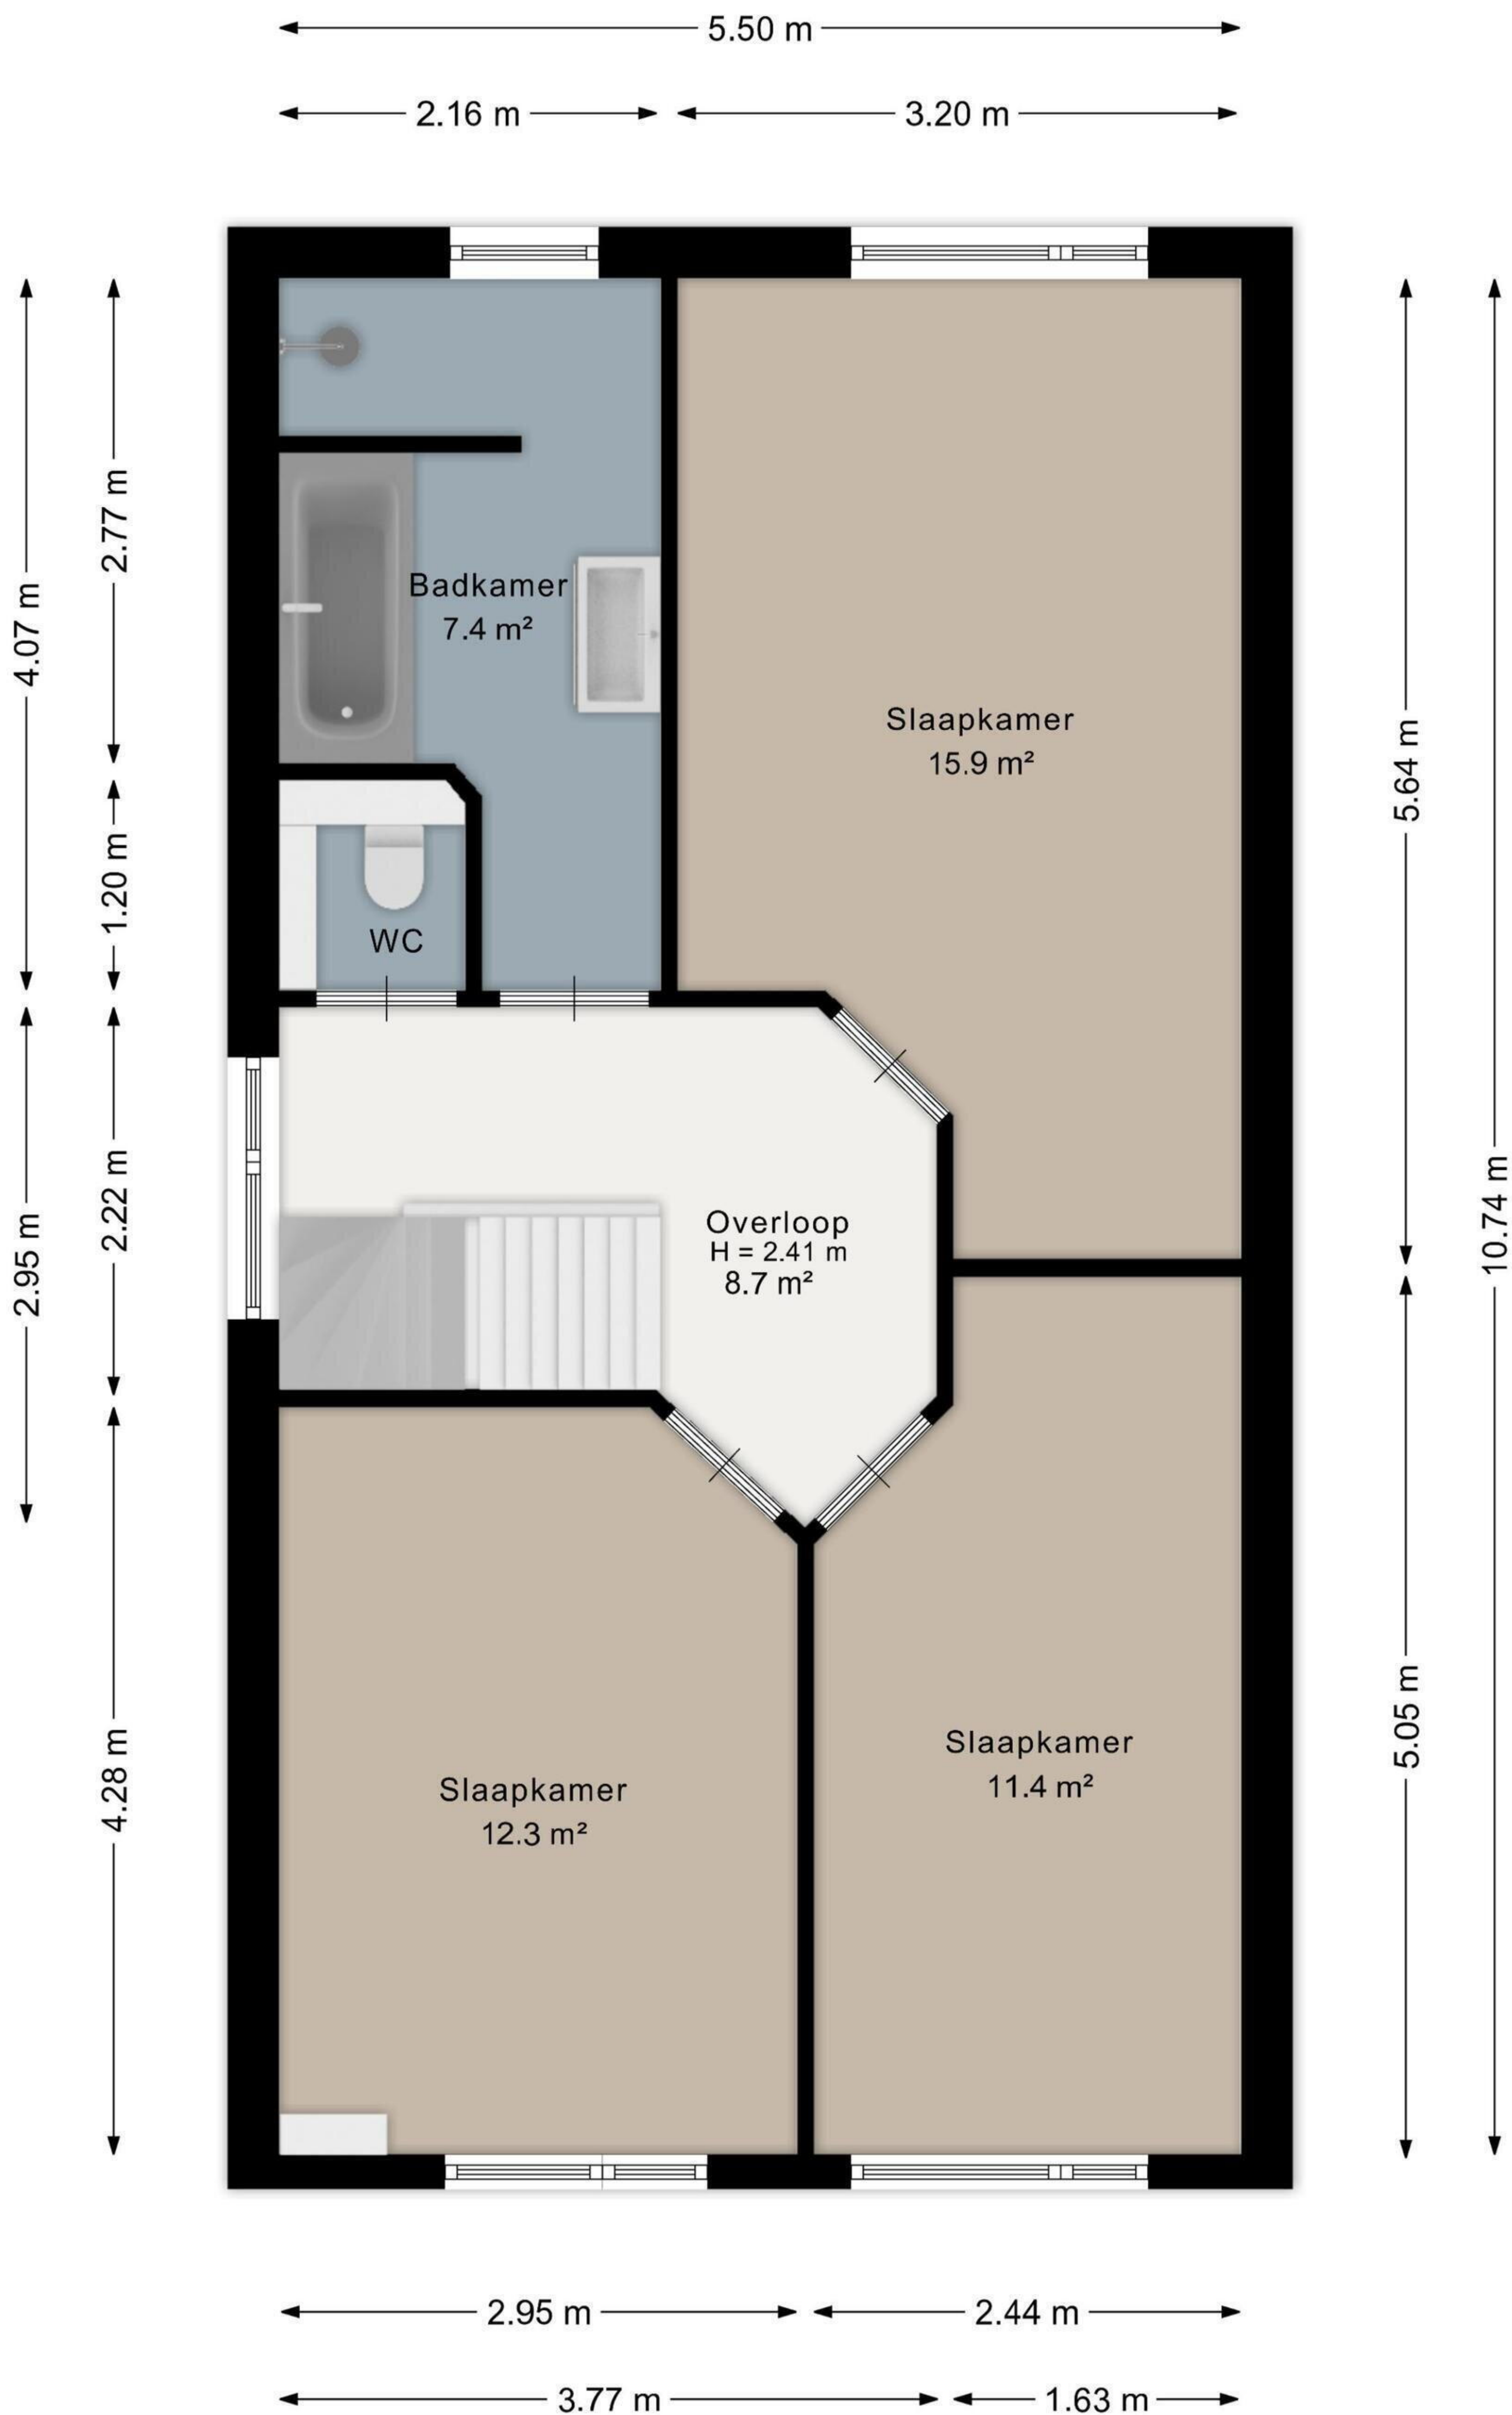 5.50 m
2.16 m
3.20 m
4.07 m
2.77 m
1.20 m
2.95 m
2.22 m
4.28 m
Badkamer
7.4 m²
Slaapkamer
15.9 m²
WC
Overloop
H = 2.41 m
8.7 m²
Slaapkamer
12.3 m²
Slaapkamer
11.4 m²
5.64 m
10.74 m
5.05 m
2.95 m
2.44 m
3.77 m
1.63 m